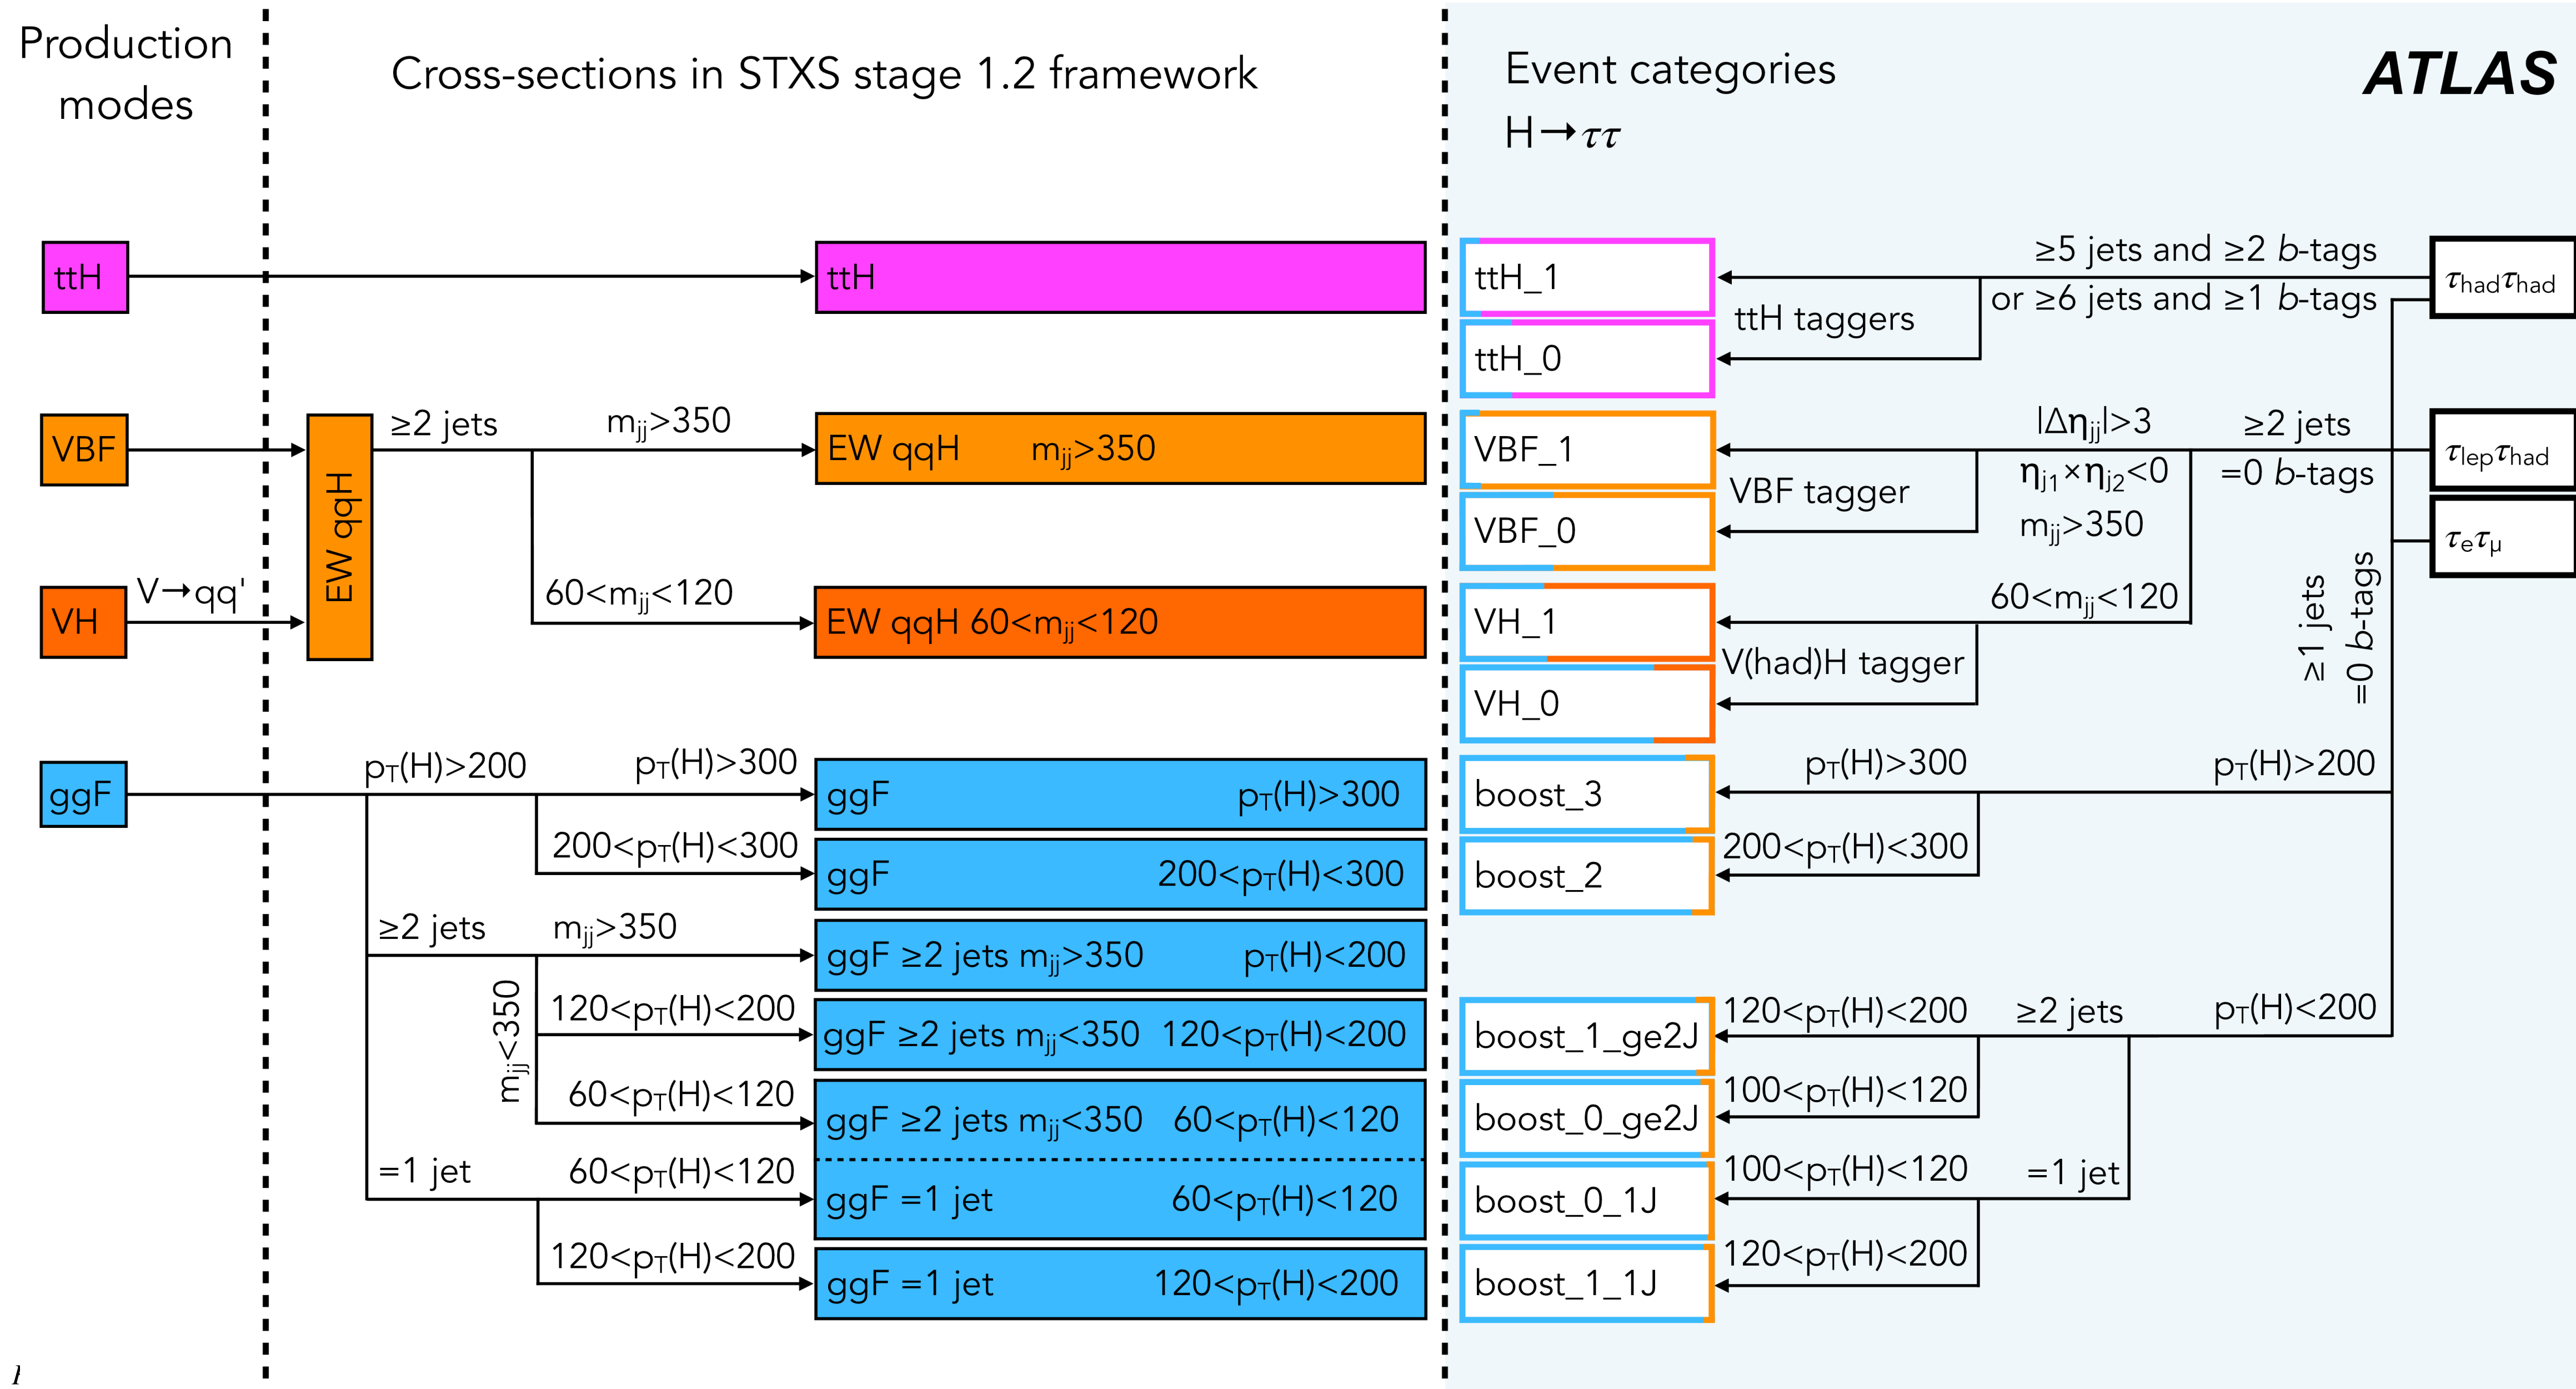 Production
modes
Cross-sections in STXS stage 1.2 framework
Event categories
H→ττ
ATLAS
ttH
ttH
ttH_1
ttH_0
ttH taggers
≥5 jets and ≥2 b-tags
or ≥6 jets and ≥1 b-tags
τhadτhad
VBF
EW qqH
≥2 jets
mjj>350
EW qqH mjj>350
VBF_1
VBF_0
VBF tagger
|Δηjj|>3
ηj1×ηj2<0
mjj>350
≥2 jets
=0 b-tags
τlepτhad
τeτμ
VH
V→qq'
60<mjj<120
EW qqH 60<mjj<120
VH_1
VH_0
V(had)H tagger
60<mjj<120
≥1 jets
=0 b-tags
ggF
pT(H)>200
pT(H)>300
ggF pT(H)>300
boost_3
pT(H)>300
pT(H)>200
200<pT(H)<300
ggF 200<pT(H)<300
boost_2
200<pT(H)<300
≥2 jets
mjj>350
ggF ≥2 jets mjj>350 pT(H)<200
mjj<350
120<pT(H)<200
ggF ≥2 jets mjj<350 120<pT(H)<200
boost_1_ge2J
120<pT(H)<200
≥2 jets
pT(H)<200
60<pT(H)<120
ggF ≥2 jets mjj<350 60<pT(H)<120
boost_0_ge2J
100<pT(H)<120
=1 jet
60<pT(H)<120
ggF =1 jet 60<pT(H)<120
boost_0_1J
100<pT(H)<120
=1 jet
120<pT(H)<200
ggF =1 jet 120<pT(H)<200
boost_1_1J
120<pT(H)<200